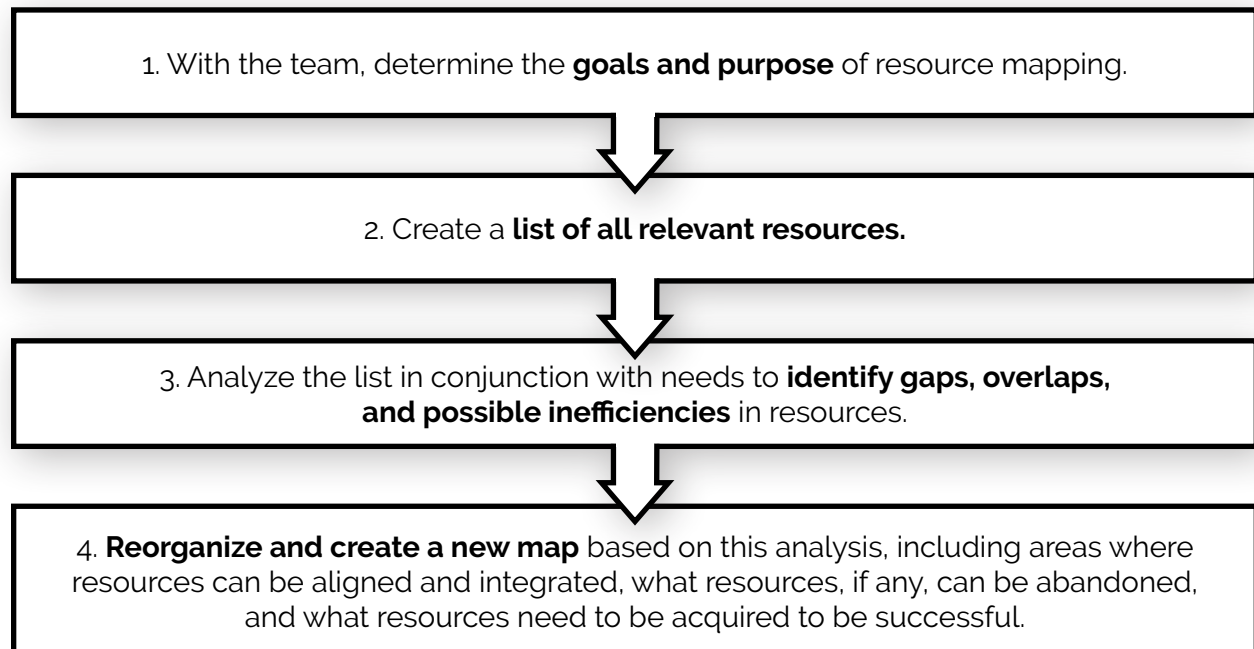 1. With the team, determine the goals and purpose of resource mapping.
2. Create a list of all relevant resources.
3. Analyze the list in conjunction with needs to identify gaps, overlaps,
and possible inefficiencies in resources.
4. Reorganize and create a new map based on this analysis, including areas where
resources can be aligned and integrated, what resources, if any, can be abandoned,
and what resources need to be acquired to be successful.